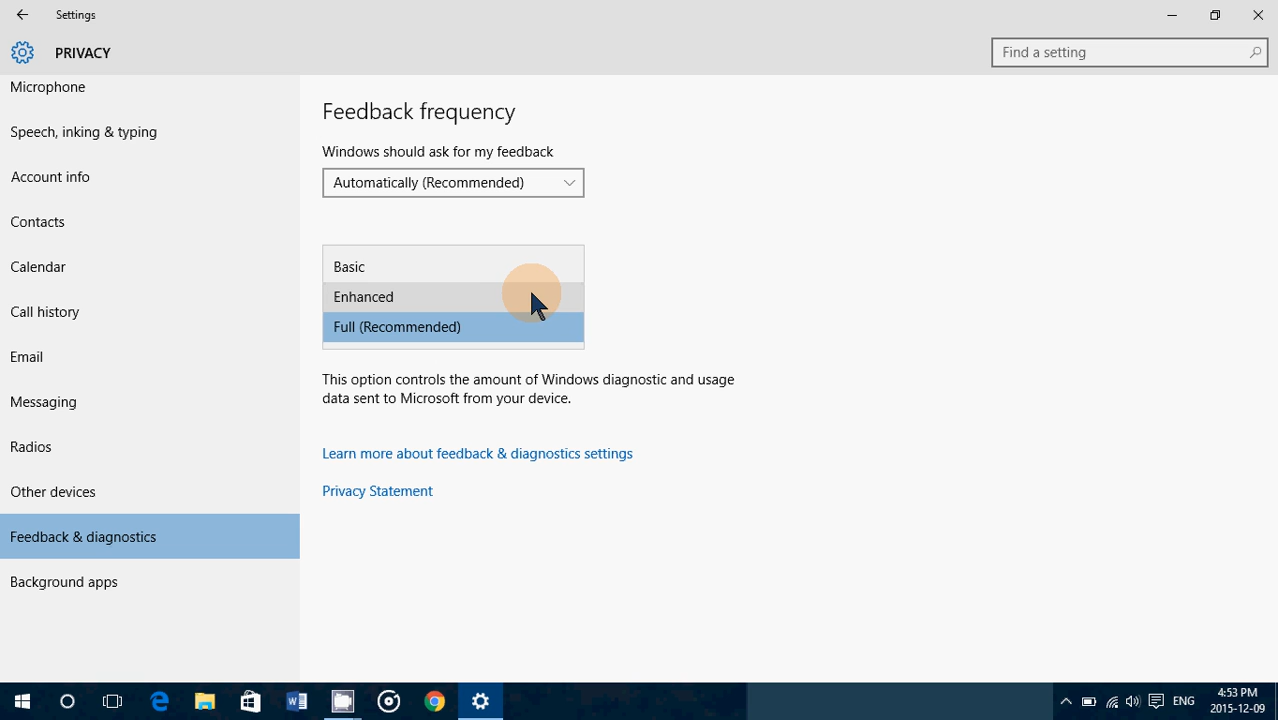 Settings
PRIVACY
Find a setting
Microphone
Speech, inking & typing
Account info
Contacts
Calendar
Call history
Email
Messaging
Radios
Other devices
Feedback & diagnostics
Background apps
Feedback frequency
Windows should ask for my feedback
Automatically (Recommended)
Basic
Enhanced
Full (Recommended)
This option controls the amount of Windows diagnostic and usage
data sent to Microsoft from your device.
Learn more about feedback & diagnostics settings
Privacy Statement
ENG
4:53 PM
2015-12-09